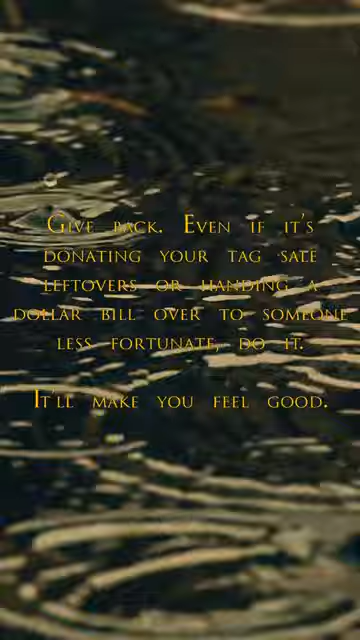 Give back. Even if it's
donating your tag sale
leftovers or handing a
dollar bill over to someone
less fortunate, do it.
It'll make you feel good.